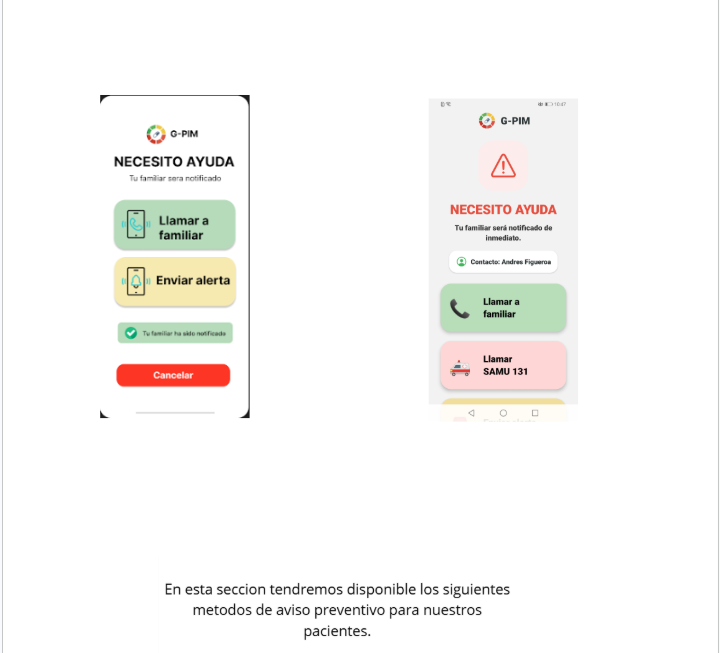 G-PIM
NECESITO AYUDA
Tu familiar sera notificado
Llamar a
familiar
Enviar alerta
Tu familiar ha sido notificado
Cancelar
G-PIM
NECESITO AYUDA
Tu familiar será notificado de
inmediato.
Contacto: Andres Figueroa
Llamar a
familiar
Llamar
SAMU 131
En esta seccion tendremos disponible los siguientes
metodos de aviso preventivo para nuestros
pacientes.